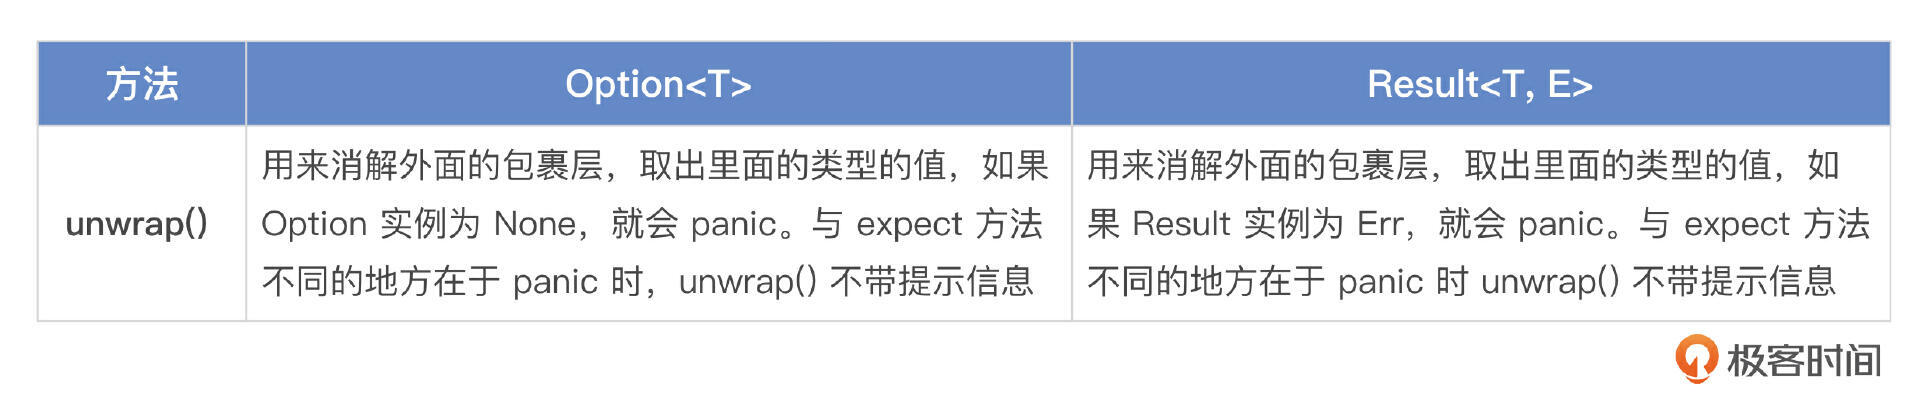 方法
Option<T>
Result<T, E>
unwrap()
用来消解外面的包裹层，取出里面的类型的值，如果
Option 实例为 None，就会 panic。与 expect 方法
不同的地方在于 panic 时，unwrap() 不带提示信息
用来消解外面的包裹层，取出里面的类型的值，如
果 Result 实例为 Err，就会 panic。与 expect 方法
不同的地方在于 panic 时 unwrap() 不带提示信息
极客时间